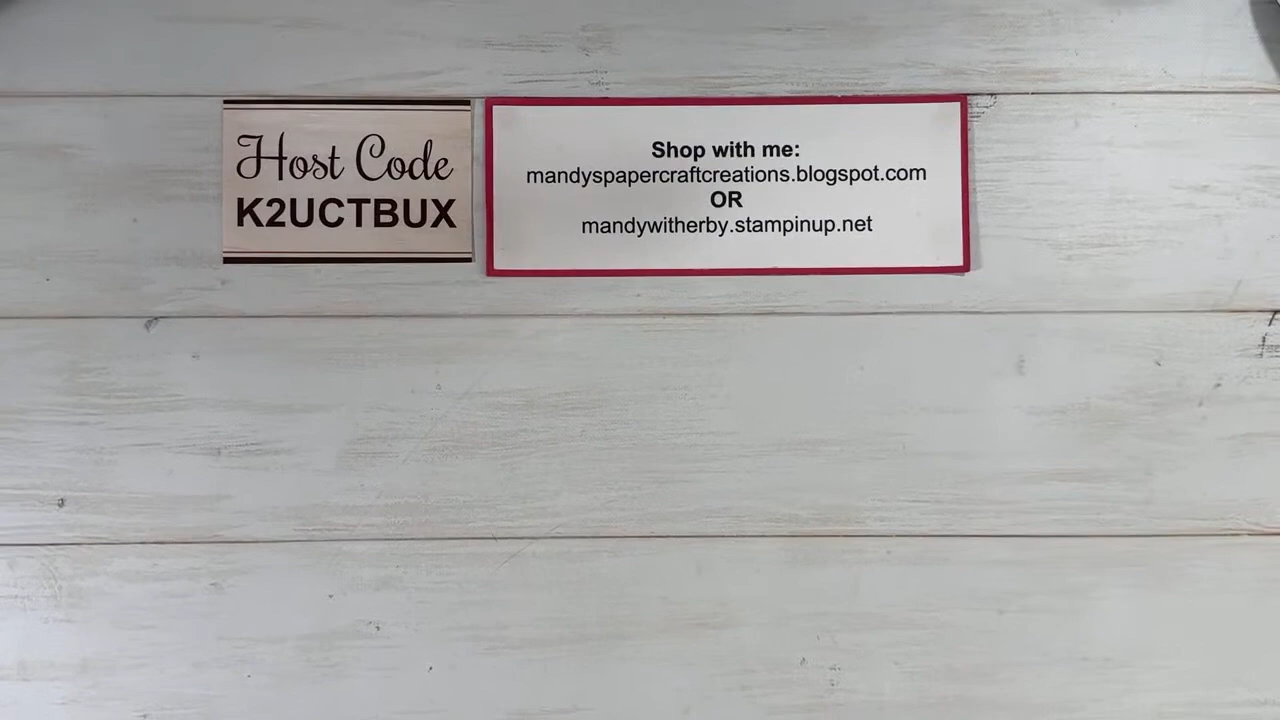 Host Code
K2UCTBUX
Shop with me:
mandyspapercraftcreations.blogspot.com
OR
mandywitherby.stampinup.net